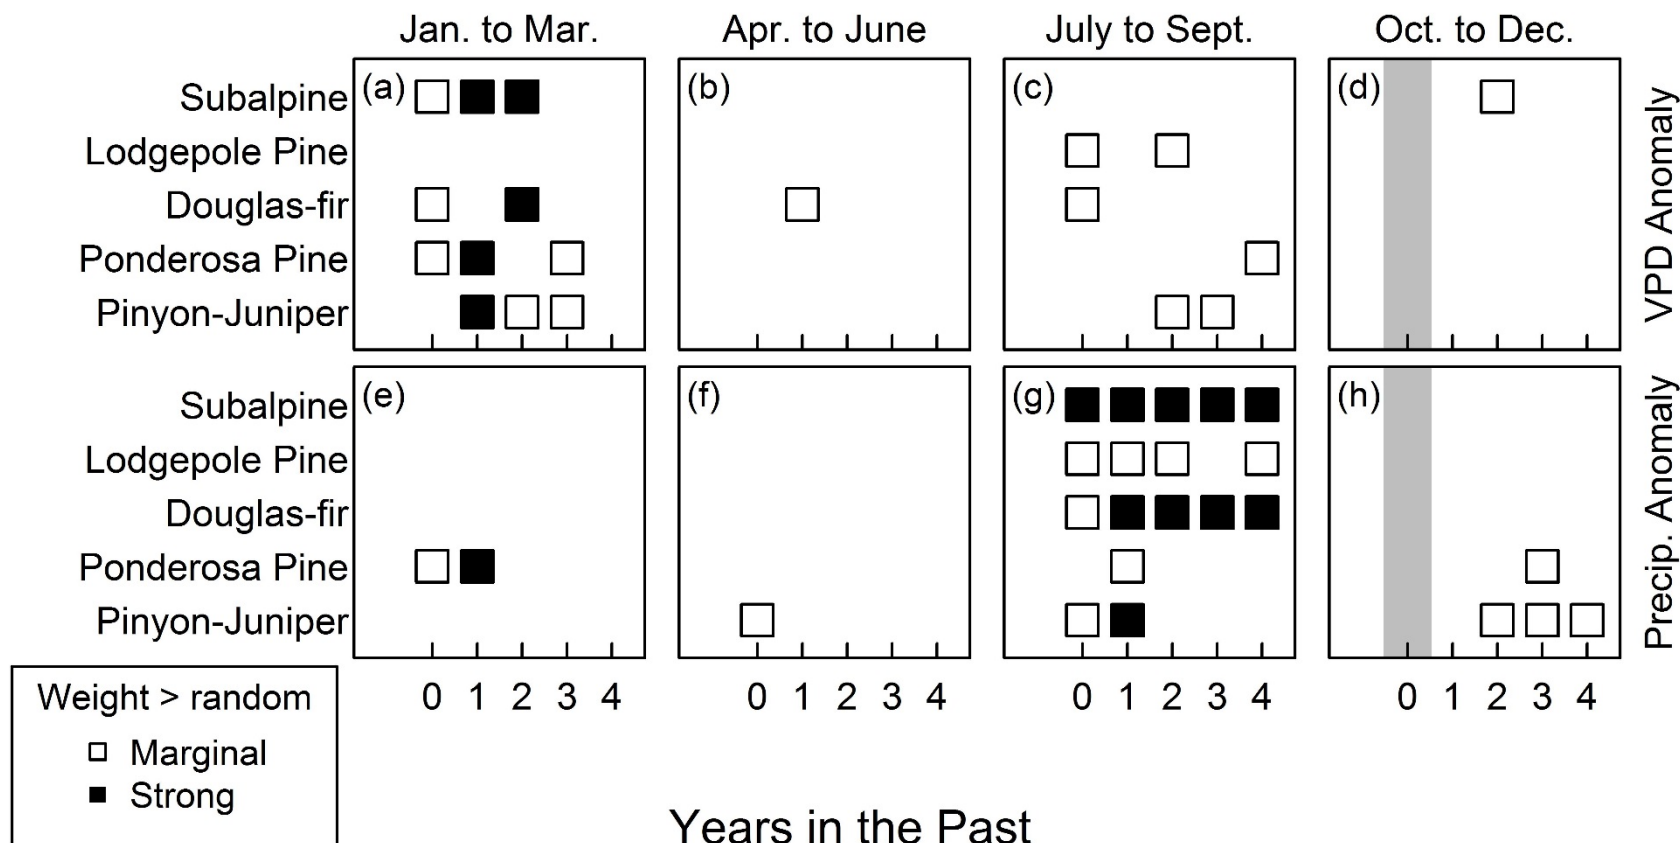 Jan. to Mar.
Apr. to June
July to Sept.
Oct. to Dec.
(a)
(b)
(c)
(d)
Subalpine
Lodgepole Pine
Douglas-fir
Ponderosa Pine
Pinyon-Juniper
VPD Anomaly
(e)
(f)
(g)
(h)
Subalpine
Lodgepole Pine
Douglas-fir
Ponderosa Pine
Pinyon-Juniper
Precip. Anomaly
0 1 2 3 4
0 1 2 3 4
0 1 2 3 4
0 1 2 3 4
Weight > random
Marginal
Strong
Years in the Past